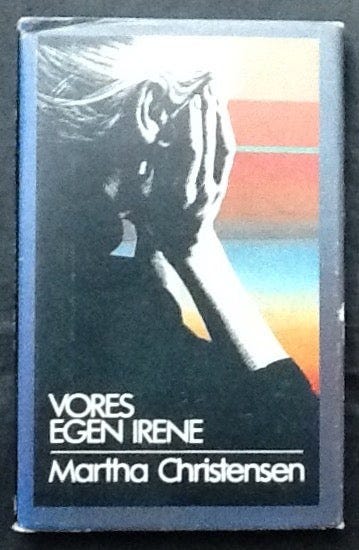 VORES
EGEN IRENE
Martha Christensen